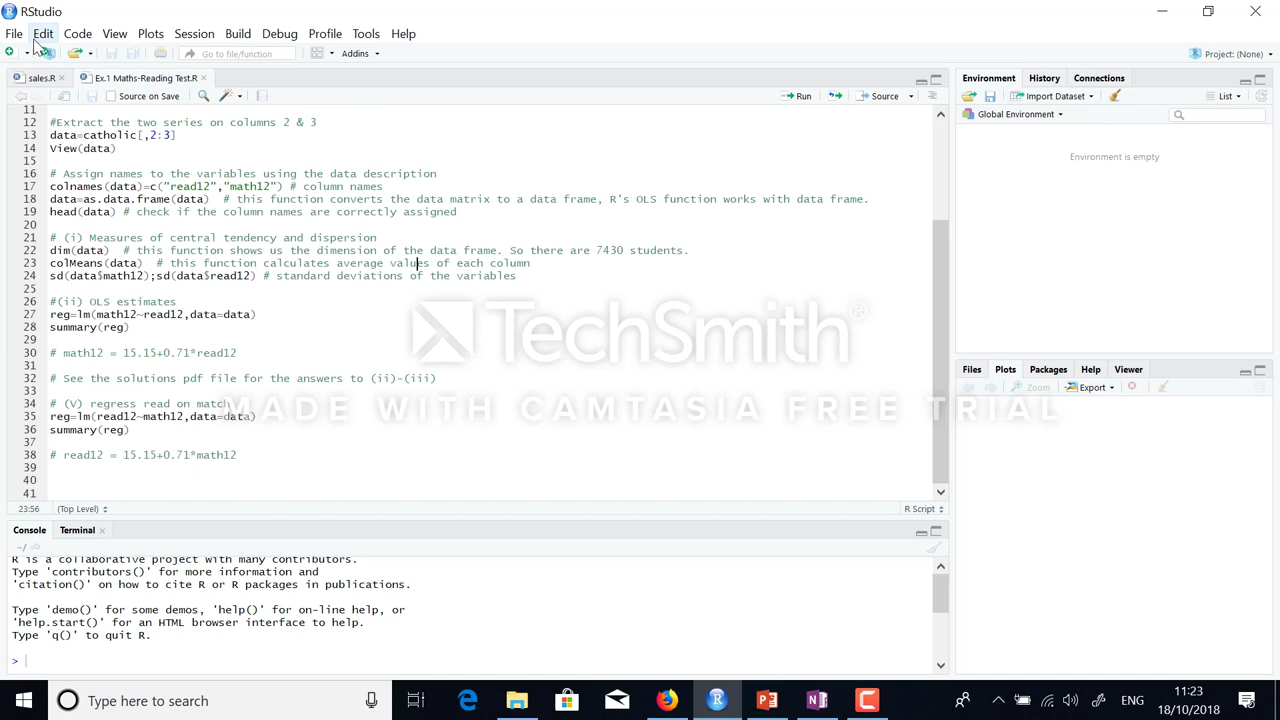 RStudio
File Edit Code View Plots Session Build Debug Profile Tools Help
Go to file/function Addins Project: (None)
sales.R Ex.1 Maths-Reading Test.R
Source on Save Run Source
11
12 #Extract the two series on columns 2 & 3
13 data=catholic[,2:3]
14 View(data)
15
16 # Assign names to the variables using the data description
17 colnames(data)=c("read12","math12") # column names
18 data=as.data.frame(data) # this function converts the data matrix to a data frame, R's OLS function works with data frame.
19 head(data) # check if the column names are correctly assigned
20
21 # (i) Measures of central tendency and dispersion
22 dim(data) # this function shows us the dimension of the data frame. So there are 7430 students.
23 colMeans(data) # this function calculates average values of each column
24 sd(data$math12);sd(data$read12) # standard deviations of the variables
25
26 #(ii) OLS estimates
27 reg=lm(math12~read12,data=data)
28 summary(reg)
29
30 # math12 = 15.15+0.71*read12
31
32 # See the solutions pdf file for the answers to (ii)-(iii)
33
34 # (V) regress read on match
35 reg=lm(read12~math12,data=data)
36 summary(reg)
37
38 # read12 = 15.15+0.71*math12
39
40
41
23:56 (Top Level) R Script
TechSmith®
MADE WITH CAMTASIA FREE TRIAL
Console Terminal
~/
R is a collaborative project with many contributors.
Type 'contributors()' for more information and
'citation()' on how to cite R or R packages in publications.
Type 'demo()' for some demos, 'help()' for on-line help, or
'help.start()' for an HTML browser interface to help.
Type 'q()' to quit R.
>
Environment History Connections
Import Dataset List
Global Environment
Environment is empty
Files Plots Packages Help Viewer
Zoom Export
Type here to search
ENG
11:23
18/10/2018